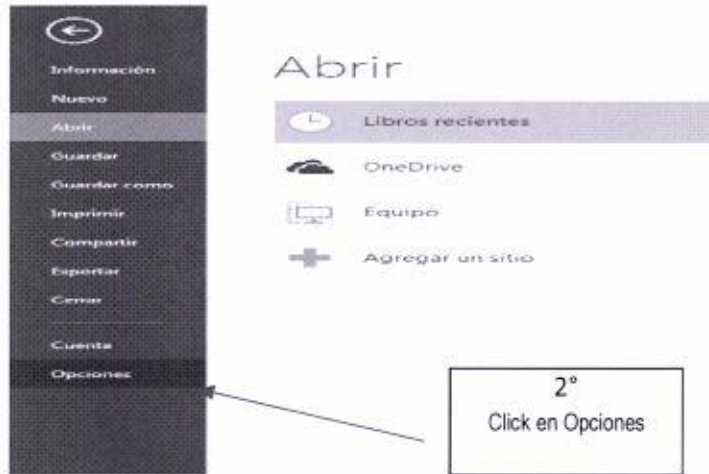 Información
Nuevo
Abrir
Guardar
Guardar como
Imprimir
Compartir
Exportar
Cerrar
Cuenta
Opciones
Abrir
Libros recientes
OneDrive
Equipo
Agregar un sitio
2°
Click en Opciones